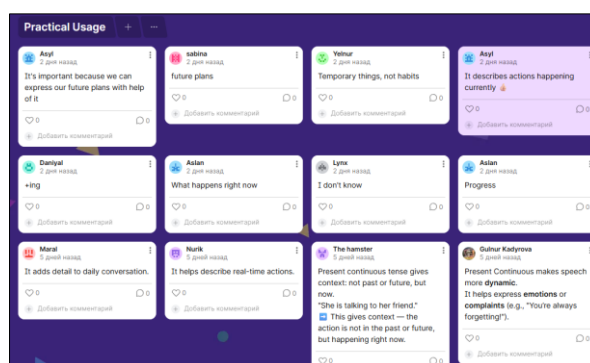 Practical Usage
Asyl
2 дня назад
It's important because we can
express our future plans with help
of it
0
0
Добавить комментарий
sabina
2 дня назад
future plans
0
0
Добавить комментарий
Yelnur
2 дня назад
Temporary things, not habits
0
0
Добавить комментарий
Asyl
2 дня назад
It describes actions happening
currently
0
0
Добавить комментарий
Daniyal
2 дня назад
+ing
0
0
Добавить комментарий
Aslan
2 дня назад
What happens right now
0
0
Добавить комментарий
Lynx
2 дня назад
I don't know
0
0
Добавить комментарий
Aslan
2 дня назад
Progress
0
0
Добавить комментарий
Maral
5 дней назад
It adds detail to daily conversation.
0
0
Добавить комментарий
Nurik
5 дней назад
It helps describe real-time actions.
0
0
Добавить комментарий
The hamster
5 дней назад
Present continuous tense gives
context: not past or future, but
now.
"She is talking to her friend."
➡️ This gives context — the
action is not in the past or future,
but happening right now.
0
0
Gulnur Kadyrova
5 дней назад
Present Continuous makes speech
more dynamic.
It helps express emotions or
complaints (e.g., "You're always
forgetting!").
0
0
Добавить комментарий